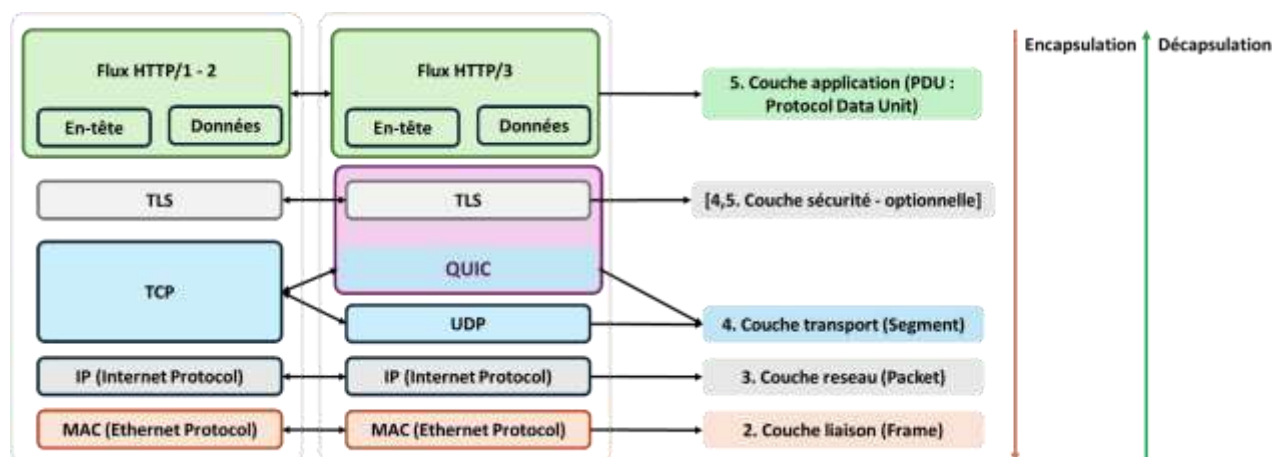 Flux HTTP/1 - 2
En-tête
Données
TLS
TCP
IP (Internet Protocol)
MAC (Ethernet Protocol)
Flux HTTP/3
En-tête
Données
TLS
QUIC
UDP
IP (Internet Protocol)
MAC (Ethernet Protocol)
5. Couche application (PDU :
Protocol Data Unit)
[4,5. Couche sécurité - optionnelle]
4. Couche transport (Segment)
3. Couche reseau (Packet)
2. Couche liaison (Frame)
Encapsulation
Décapsulation